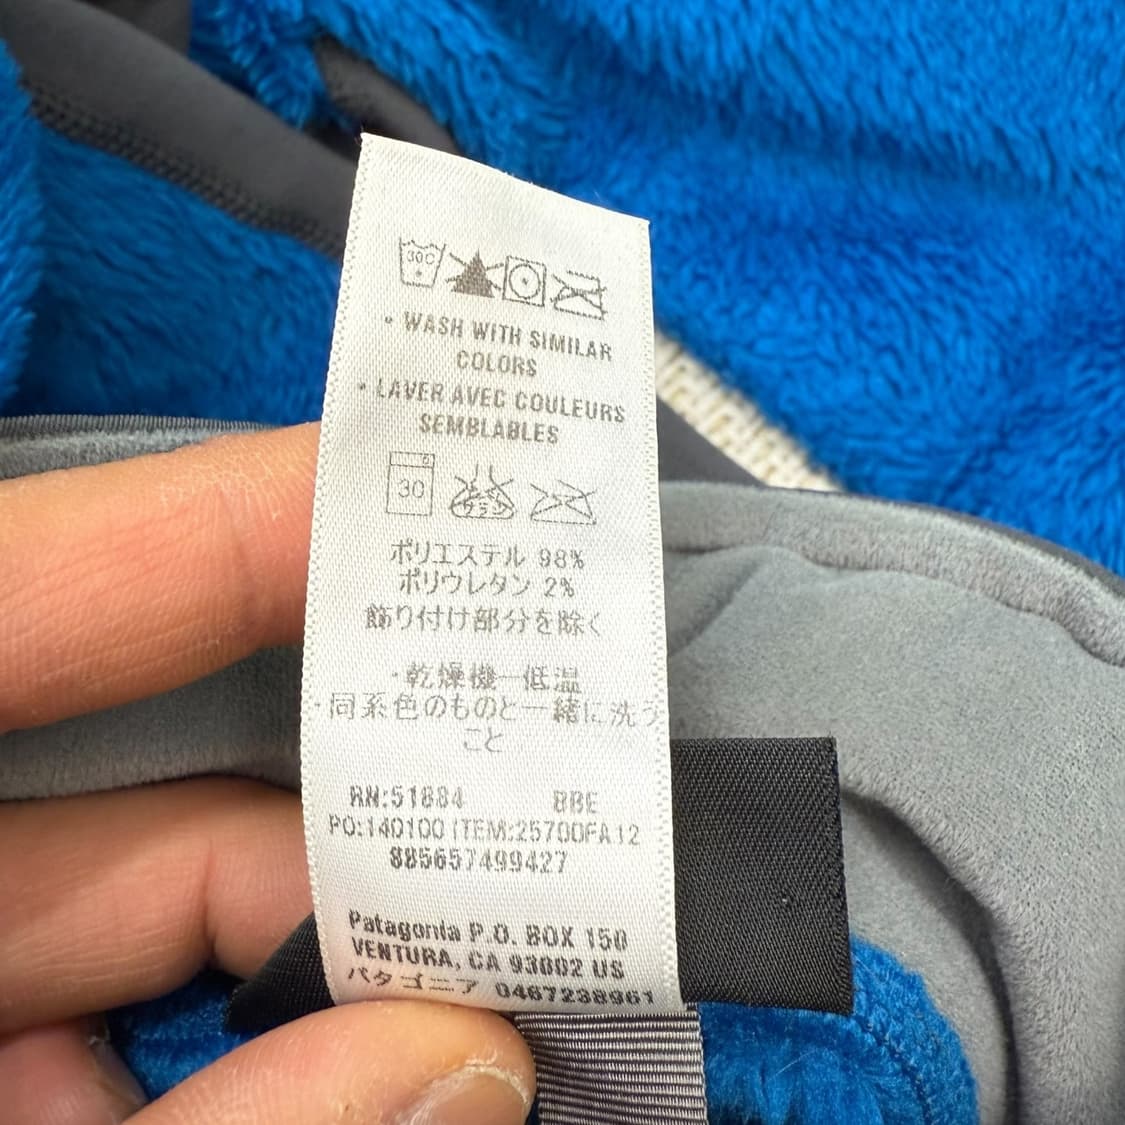 30C
• WASH WITH SIMILAR
COLORS
• LAVER AVEC COULEURS
SEMBLABLES
30
ポリエステル 98%
ポリウレタン 2%
飾り付け部分を除く
・乾燥機ー低温
・同系色のものと一緒に洗う
こと
RN:51884 BBE
PO:140100 ITEM:25700FA12
885657499427
Patagonia P.O. BOX 150
VENTURA, CA 93002 US
パタゴニア 0467238961